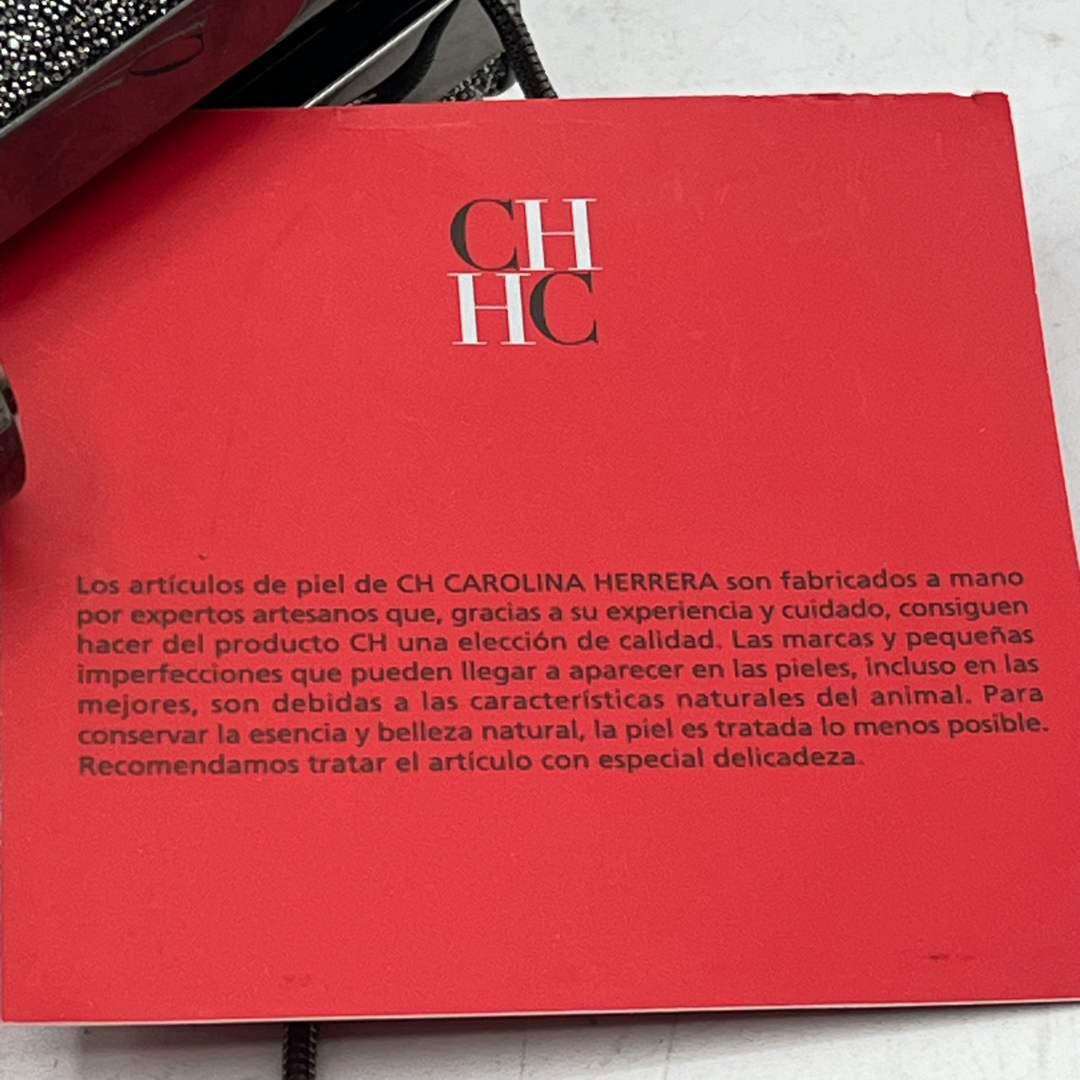 CH
HC
Los artículos de piel de CH CAROLINA HERRERA son fabricados a mano
por expertos artesanos que, gracias a su experiencia y cuidado, consiguen
hacer del producto CH una elección de calidad. Las marcas y pequeñas
imperfecciones que pueden llegar a aparecer en las pieles, incluso en las
mejores, son debidas a las características naturales del animal. Para
conservar la esencia y belleza natural, la piel es tratada lo menos posible.
Recomendamos tratar el artículo con especial delicadeza.